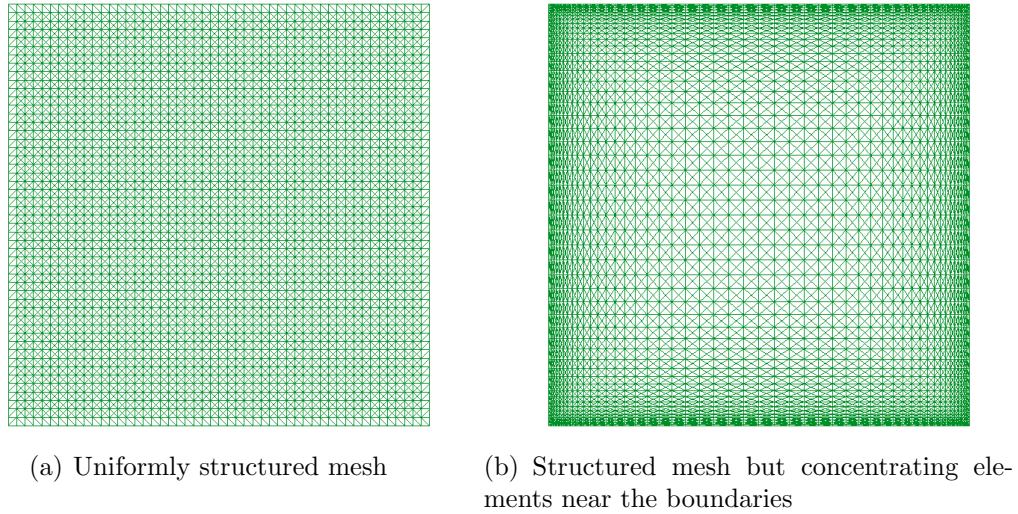 (a) Uniformly structured mesh
(b) Structured mesh but concentrating ele-
ments near the boundaries